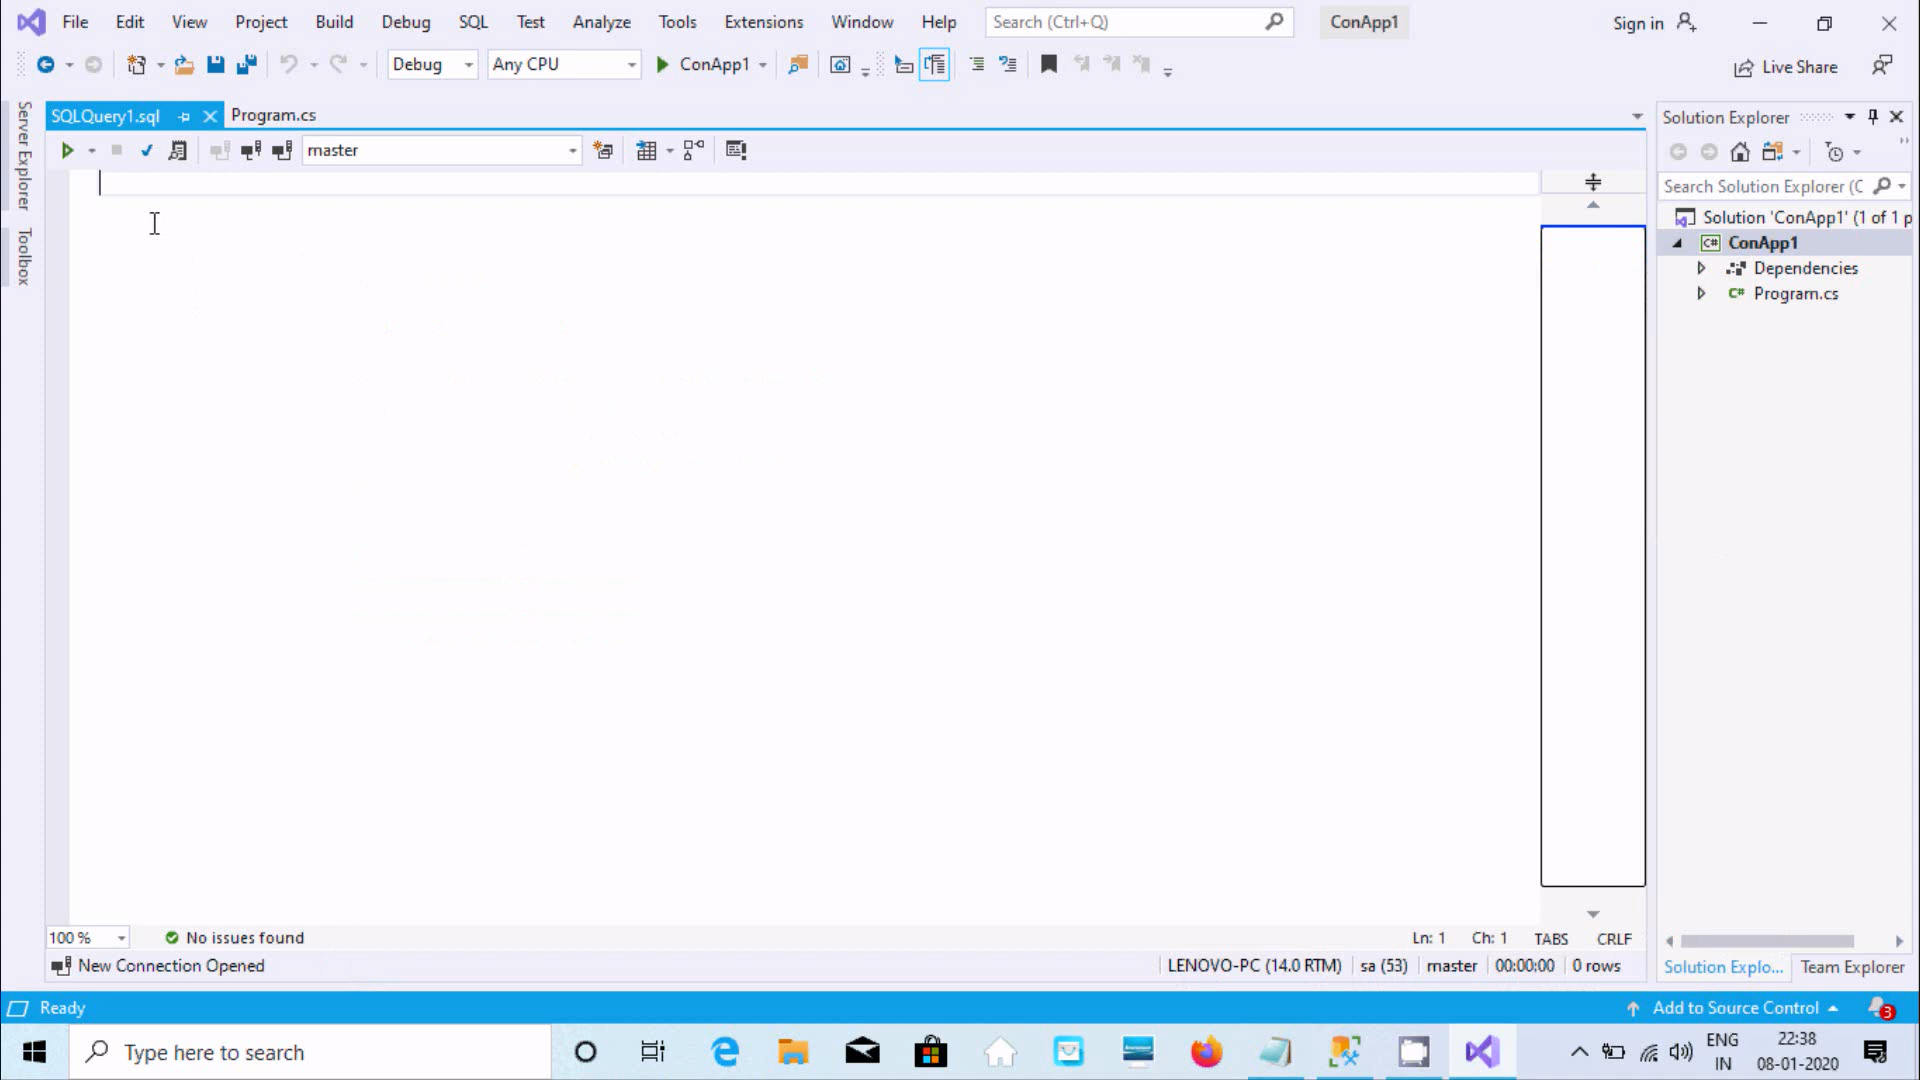 File Edit View Project Build Debug SQL Test Analyze Tools Extensions Window Help Search (Ctrl+Q) ConApp1 Sign in
Debug Any CPU ConApp1 Live Share
Server Explorer
Toolbox
SQLQuery1.sql Program.cs
master
Solution Explorer
Search Solution Explorer (C
Solution 'ConApp1' (1 of 1 p
C# ConApp1
Dependencies
C# Program.cs
100 % No issues found Ln: 1 Ch: 1 TABS CRLF
New Connection Opened LENOVO-PC (14.0 RTM) sa (53) master 00:00:00 0 rows
Solution Explo... Team Explorer
Ready Add to Source Control 3
Type here to search
ENG
IN
22:38
08-01-2020